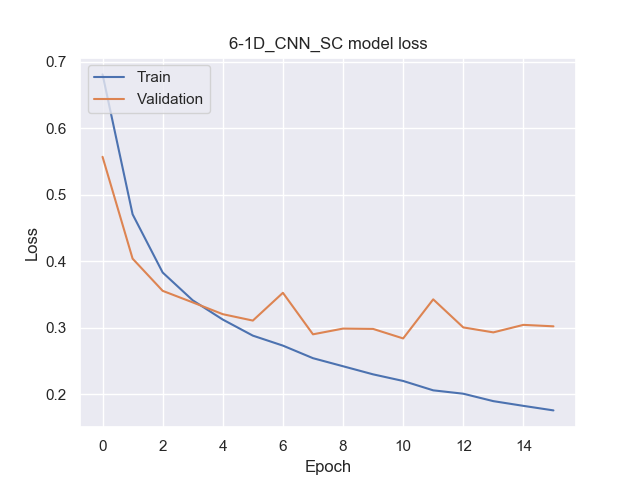 6-1D_CNN_SC model loss
0.7
0.6
0.5
0.4
0.3
0.2
Loss
Train
Validation
0 2 4 6 8 10 12 14
Epoch